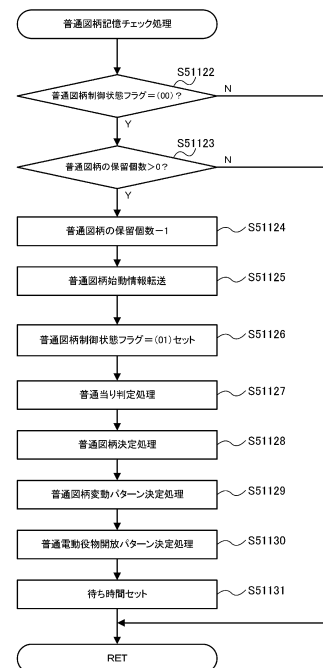 普通図柄記憶チェック処理
S51122
普通図柄制御状態フラグ=(00)?
N
Y
S51123
普通図柄の保留個数>0?
N
Y
普通図柄の保留個数-1
S51124
普通図柄始動情報転送
S51125
普通図柄制御状態フラグ=(01)セット
S51126
普通当り判定処理
S51127
普通図柄決定処理
S51128
普通図柄変動パターン決定処理
S51129
普通電動役物開放パターン決定処理
S51130
待ち時間セット
S51131
RET